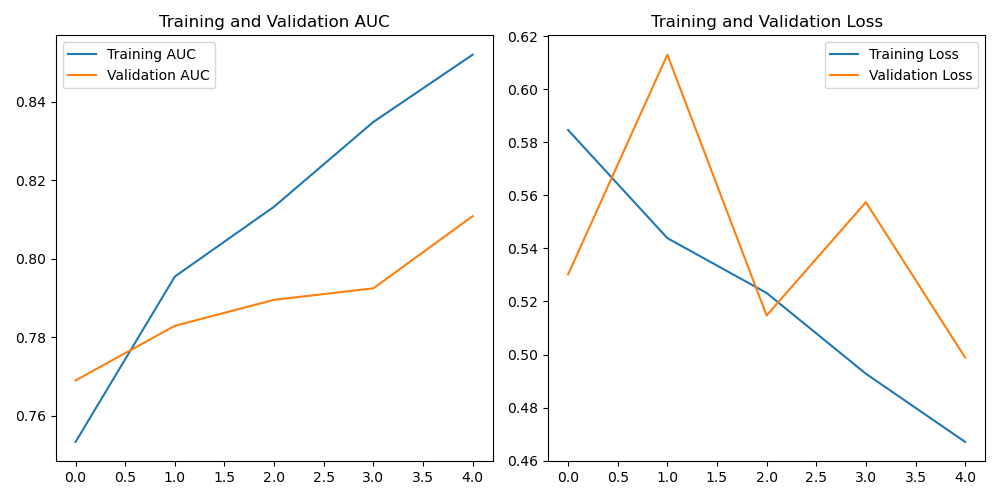 Training and Validation AUC
Training AUC
Validation AUC
0.84
0.82
0.80
0.78
0.76
0.0 0.5 1.0 1.5 2.0 2.5 3.0 3.5 4.0
Training and Validation Loss
Training Loss
Validation Loss
0.62
0.60
0.58
0.56
0.54
0.52
0.50
0.48
0.46
0.0 0.5 1.0 1.5 2.0 2.5 3.0 3.5 4.0